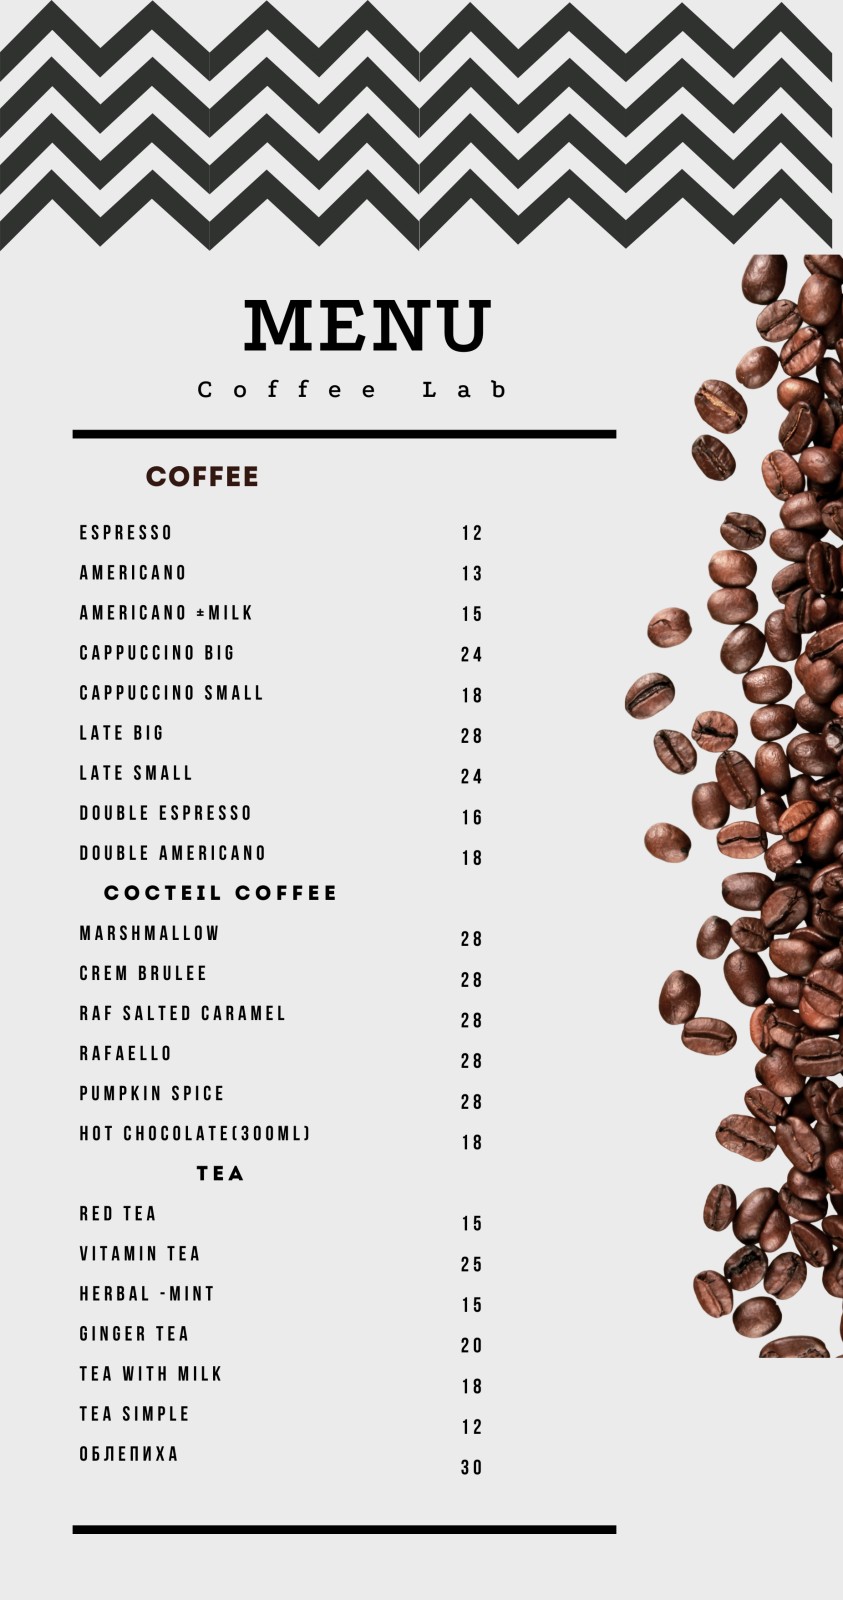 MENU
Coffee Lab
COFFEE
ESPRESSO 12
AMERICANO 13
AMERICANO ±MILK 15
CAPPUCCINO BIG 24
CAPPUCCINO SMALL 18
LATE BIG 28
LATE SMALL 24
DOUBLE ESPRESSO 16
DOUBLE AMERICANO 18
COCTEIL COFFEE
MARSHMALLOW 28
CREM BRULEE 28
RAF SALTED CARAMEL 28
RAFAELLO 28
PUMPKIN SPICE 28
HOT CHOCOLATE(300ML) 18
TEA
RED TEA 15
VITAMIN TEA 25
HERBAL -MINT 15
GINGER TEA 20
TEA WITH MILK 18
TEA SIMPLE 12
ОБЛЕПИХА 30